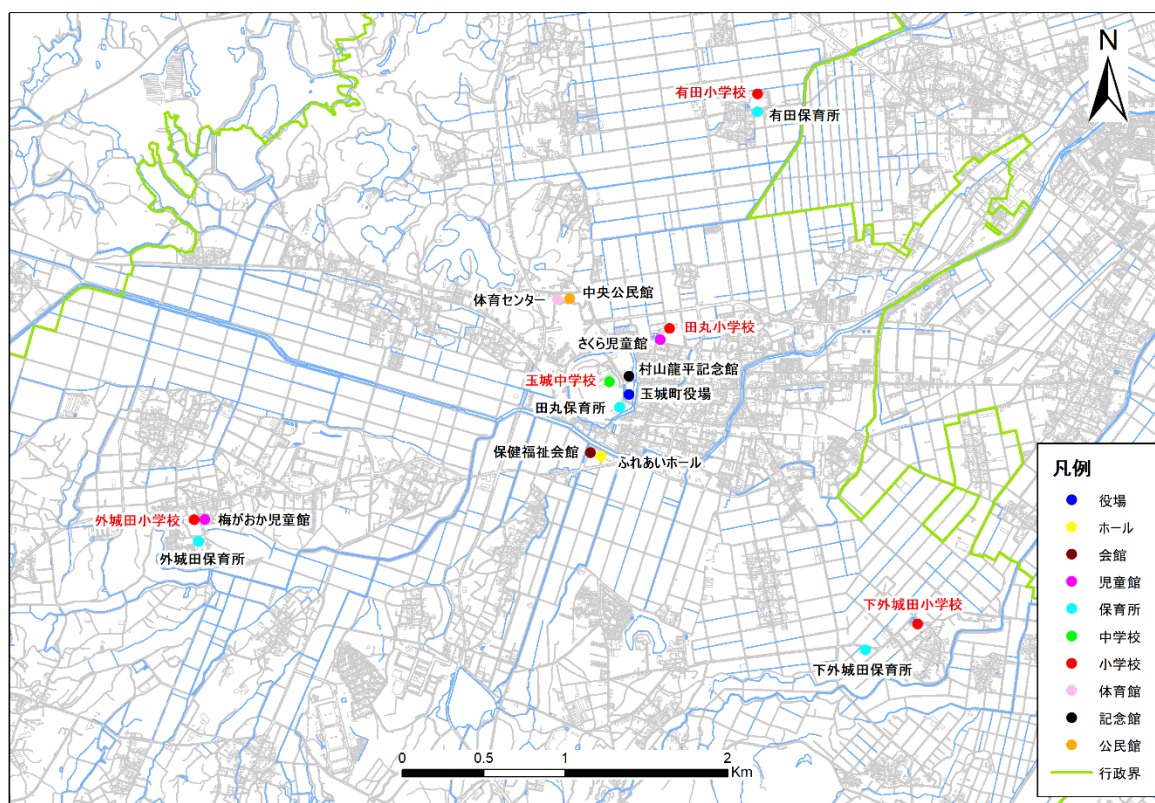 N
有田小学校
有田保育所
体育センター
中央公民館
田丸小学校
さくら児童館
村山龍平記念館
玉城中学校
玉城町役場
田丸保育所
保健福祉会館
ふれあいホール
外城田小学校
梅がおか児童館
外城田保育所
下外城田小学校
下外城田保育所
凡例
役場
ホール
会館
児童館
保育所
中学校
小学校
体育館
記念館
公民館
行政界
0 0.5 1 2
Km